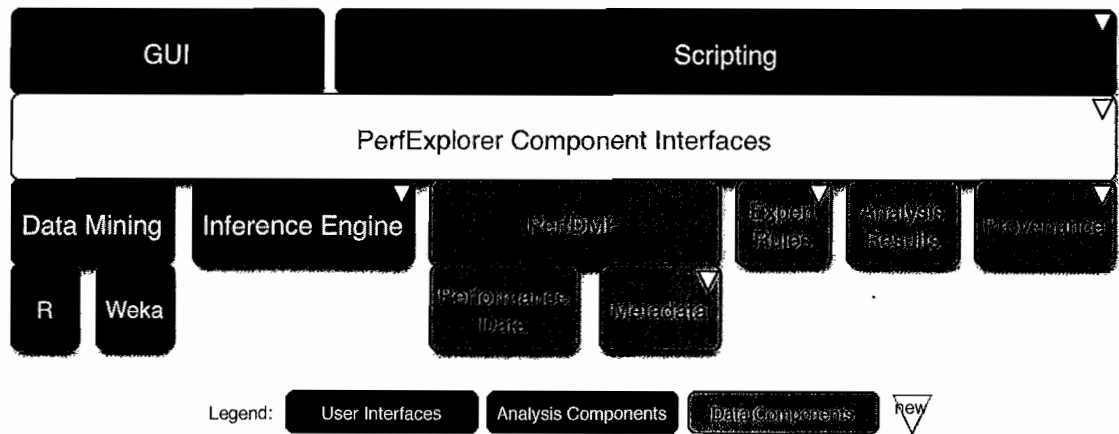 GUI
Scripting
PerfExplorer Component Interfaces
Data Mining
Inference Engine
PerfDMF
Expert
Rules
Analysis
Results
Provenance
R
Weka
Performance
Data
Metadata
Legend:
User Interfaces
Analysis Components
Data Components
new